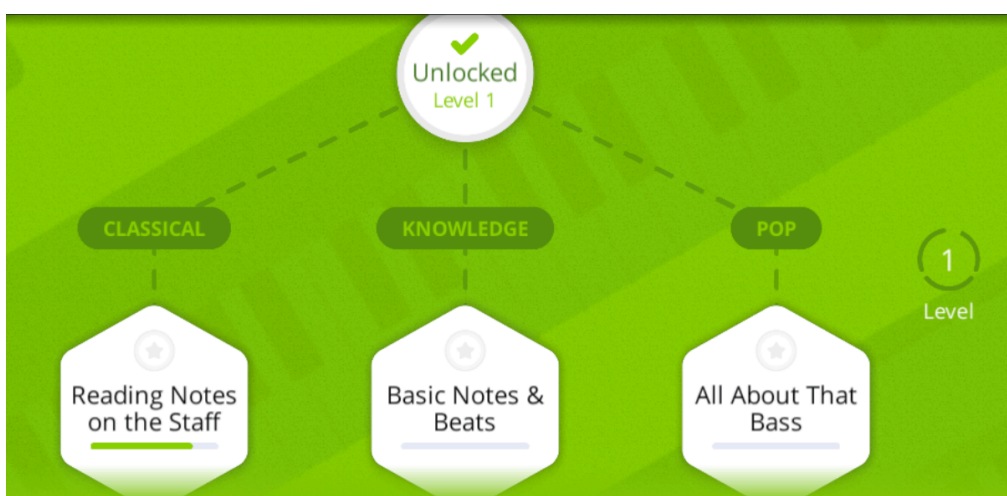 Unlocked
Level 1
CLASSICAL
KNOWLEDGE
POP
1
Level
Reading Notes
on the Staff
Basic Notes &
Beats
All About That
Bass